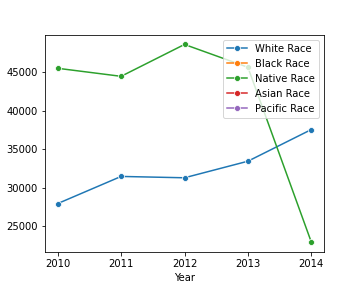 White Race
Black Race
Native Race
Asian Race
Pacific Race
45000
40000
35000
30000
25000
2010 2011 2012 2013 2014
Year